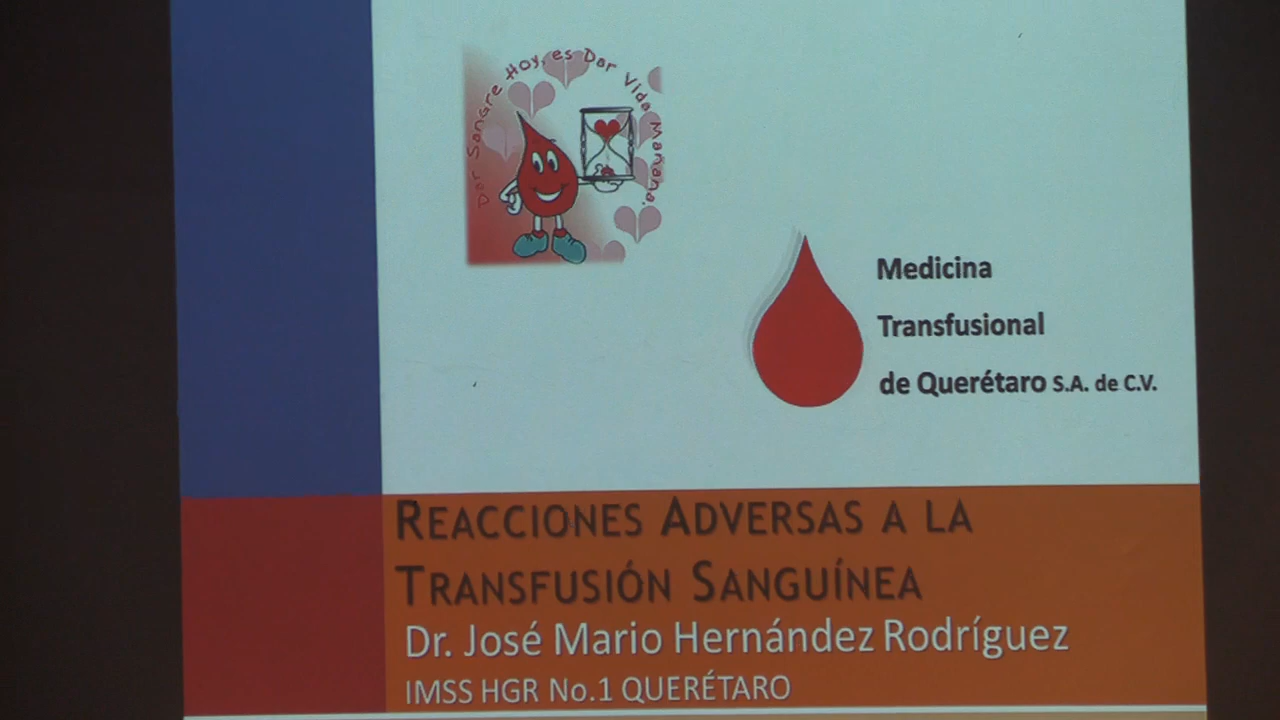 Dar Sangre Hoy, es Dar Vida Mañana.
Medicina
Transfusional
de Querétaro S.A. de C.V.
REACCIONES ADVERSAS A LA
TRANSFUSIÓN SANGUÍNEA
Dr. José Mario Hernández Rodríguez
IMSS HGR No.1 QUERÉTARO